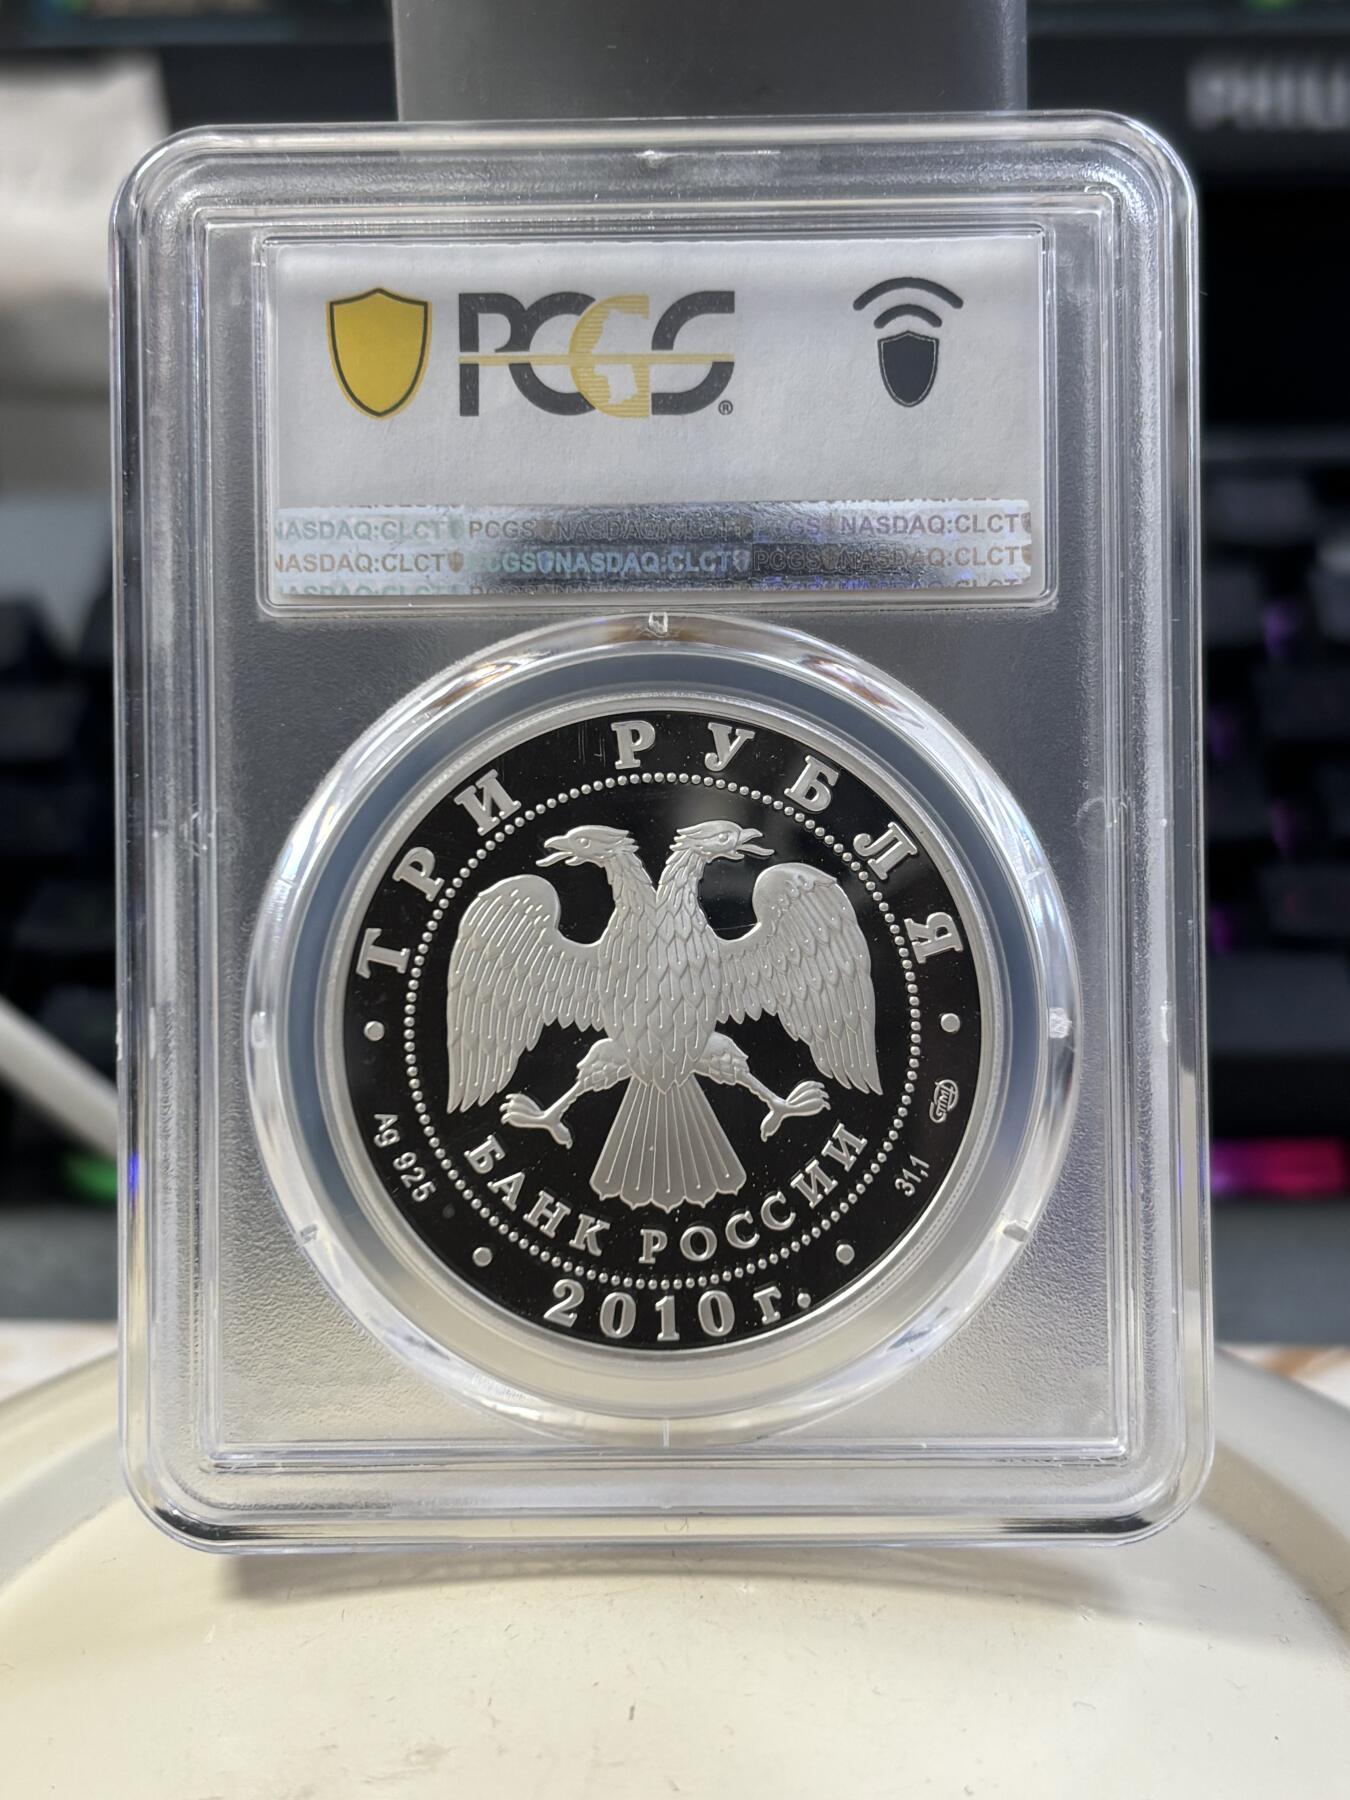 PHILI
PCGS®
NASDAQ:CLCT PCGS NASDAQ:CLCT PCGS NASDAQ:CLCT
NASDAQ:CLCT PCGS NASDAQ:CLCT PCGS NASDAQ:CLCT
ТРИ РУБЛЯ
Ag 925
БАНК РОССИИ
31,1
2010 г.